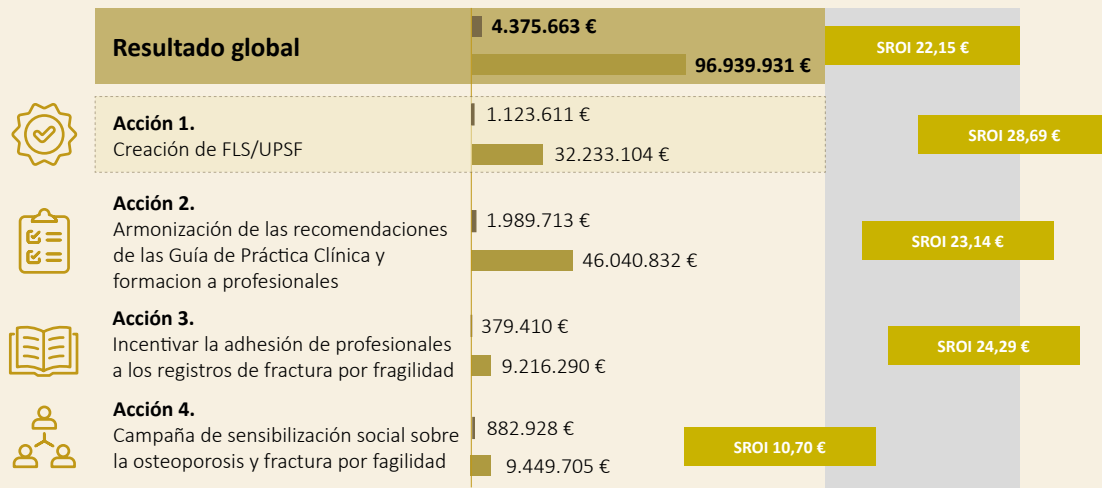 Resultado global
4.375.663 €
96.939.931 €
SROI 22,15 €
Acción 1.
Creación de FLS/UPSF
1.123.611 €
32.233.104 €
SROI 28,69 €
Acción 2.
Armonización de las recomendaciones
de las Guía de Práctica Clínica y
formacion a profesionales
1.989.713 €
46.040.832 €
SROI 23,14 €
Acción 3.
Incentivar la adhesión de profesionales
a los registros de fractura por fragilidad
379.410 €
9.216.290 €
SROI 24,29 €
Acción 4.
Campaña de sensibilización social sobre
la osteoporosis y fractura por fagilidad
882.928 €
9.449.705 €
SROI 10,70 €